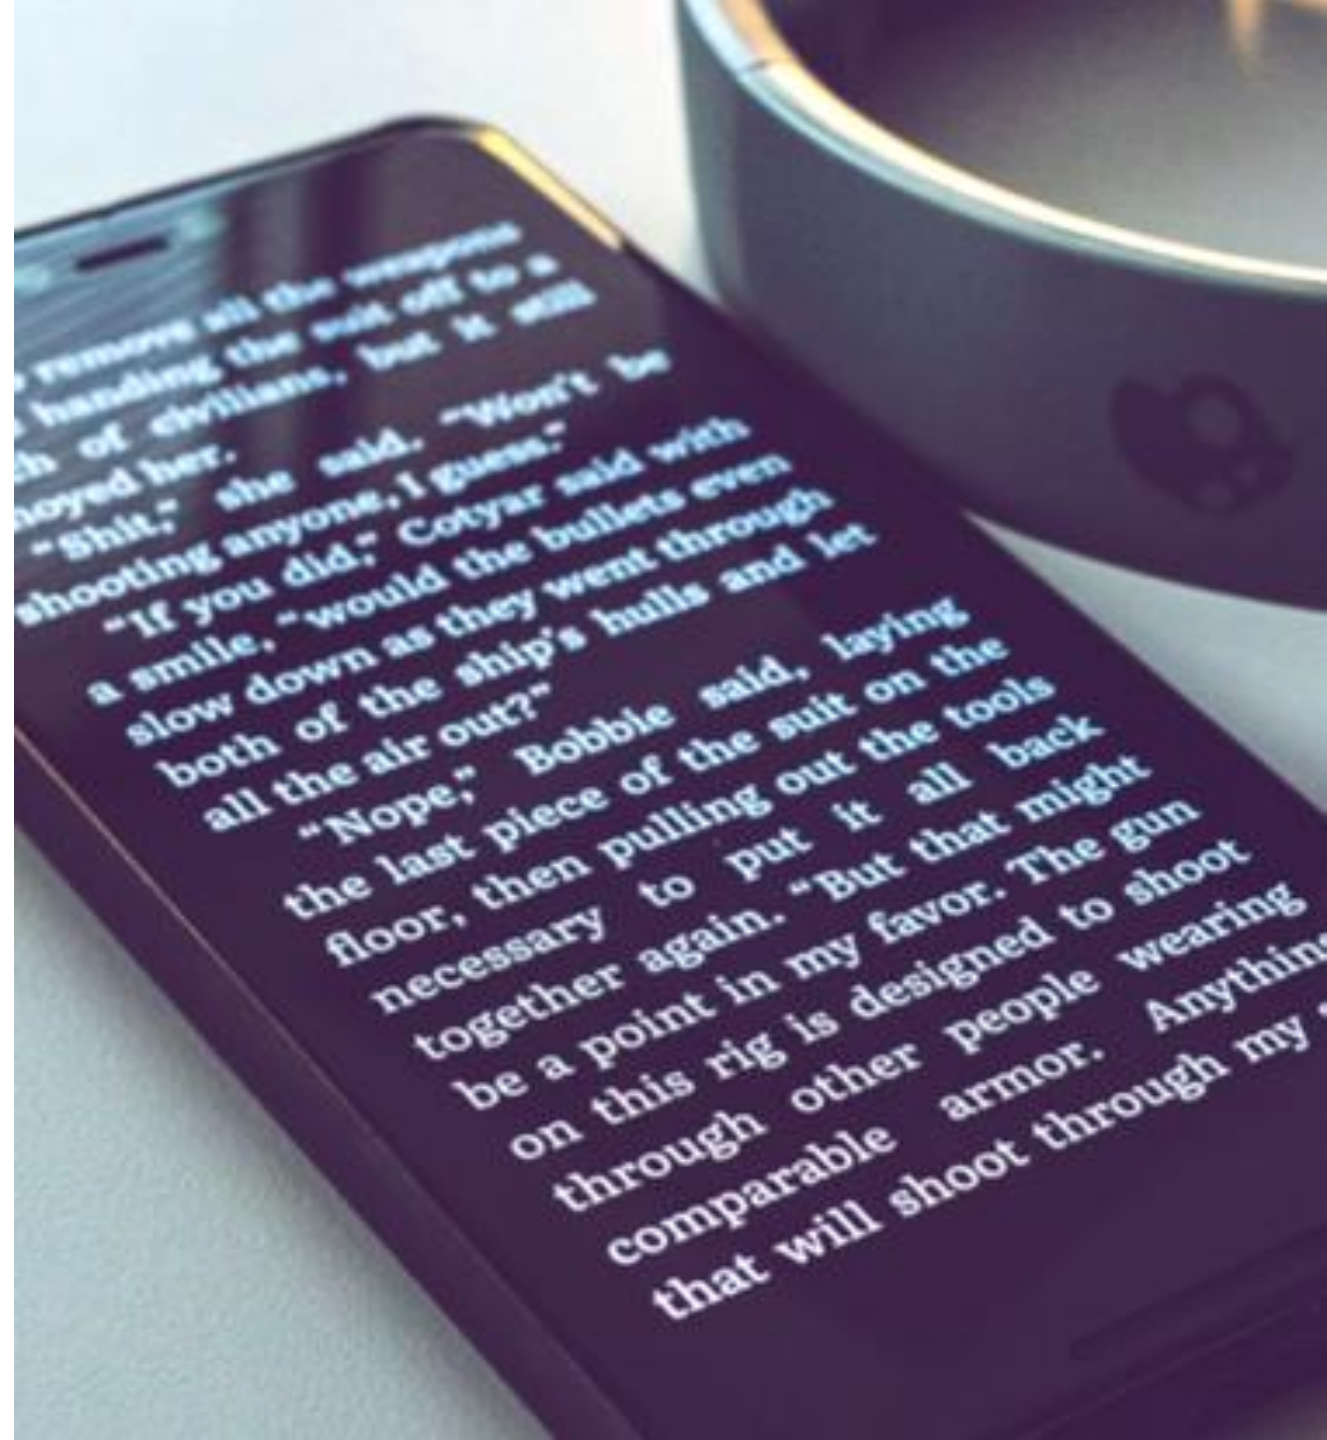 remove all the weapons
handing the suit off to a
of civilians, but it still
noyed her.
“Shit,” she said. “Won’t be
shooting anyone, I guess.”
“If you did,” Cotyar said with
a smile, “would the bullets even
slow down as they went through
both of the ship’s hulls and let
all the air out?”
“Nope,” Bobbie said, laying
the last piece of the suit on the
floor, then pulling out the tools
necessary to put it all back
together again. “But that might
be a point in my favor. The gun
on this rig is designed to shoot
through other people wearing
comparable armor. Anythin
that will shoot through my